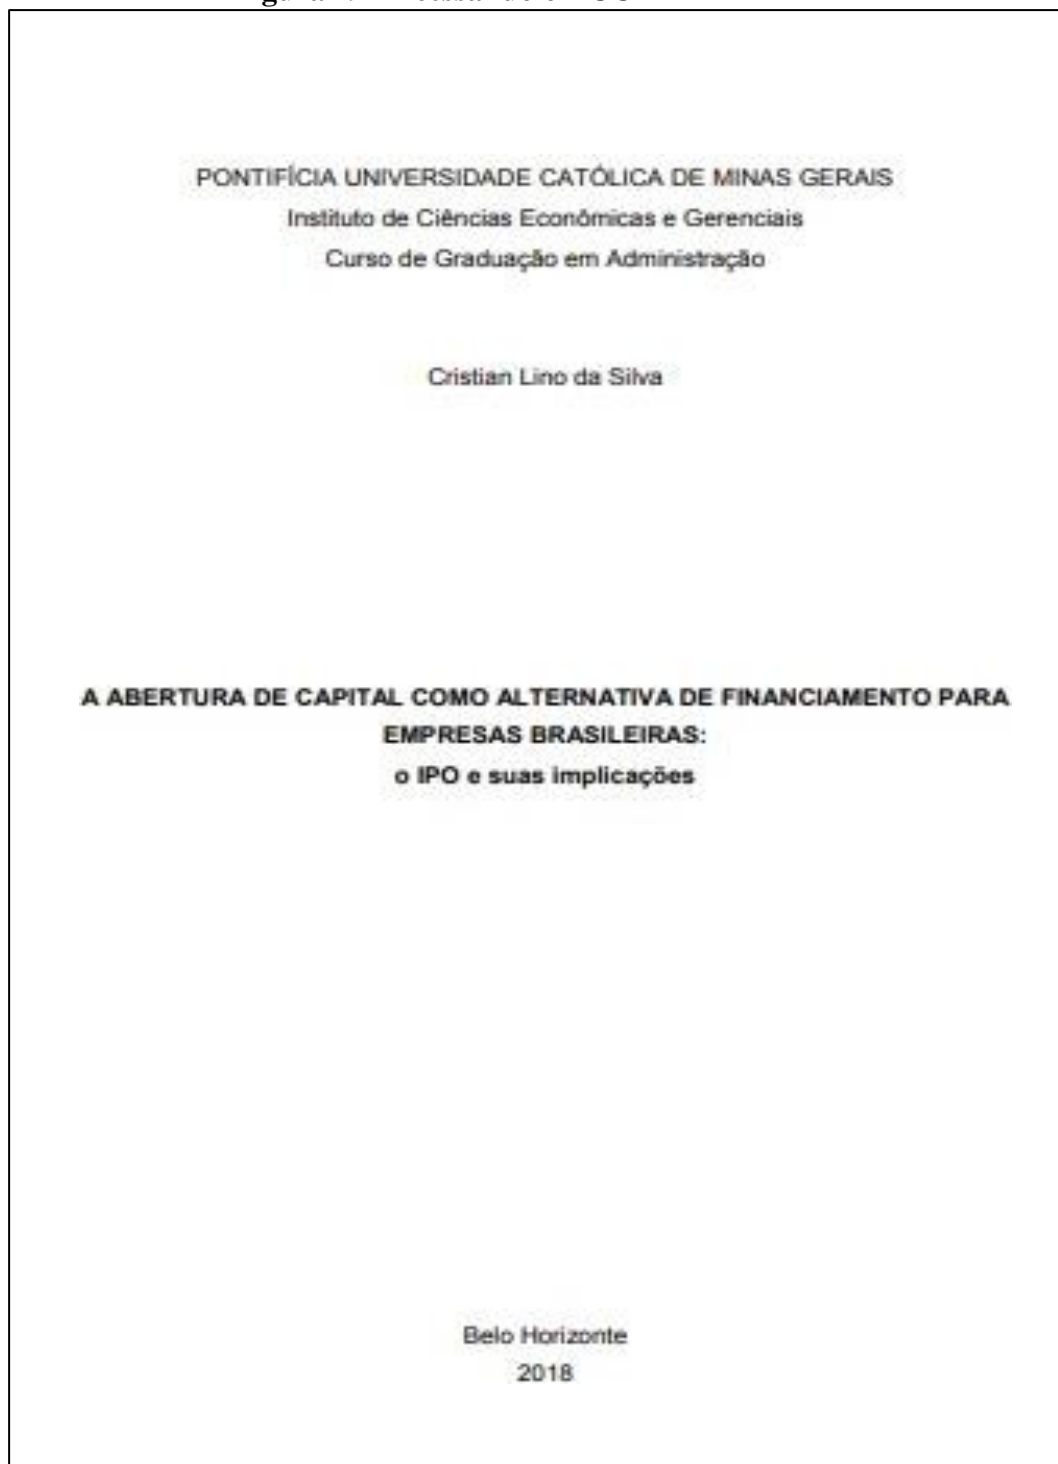 PONTIFÍCIA UNIVERSIDADE CATÓLICA DE MINAS GERAIS
Instituto de Ciências Econômicas e Gerenciais
Curso de Graduação em Administração
Cristian Lino da Silva
A ABERTURA DE CAPITAL COMO ALTERNATIVA DE FINANCIAMENTO PARA
EMPRESAS BRASILEIRAS:
o IPO e suas implicações
Belo Horizonte
2018